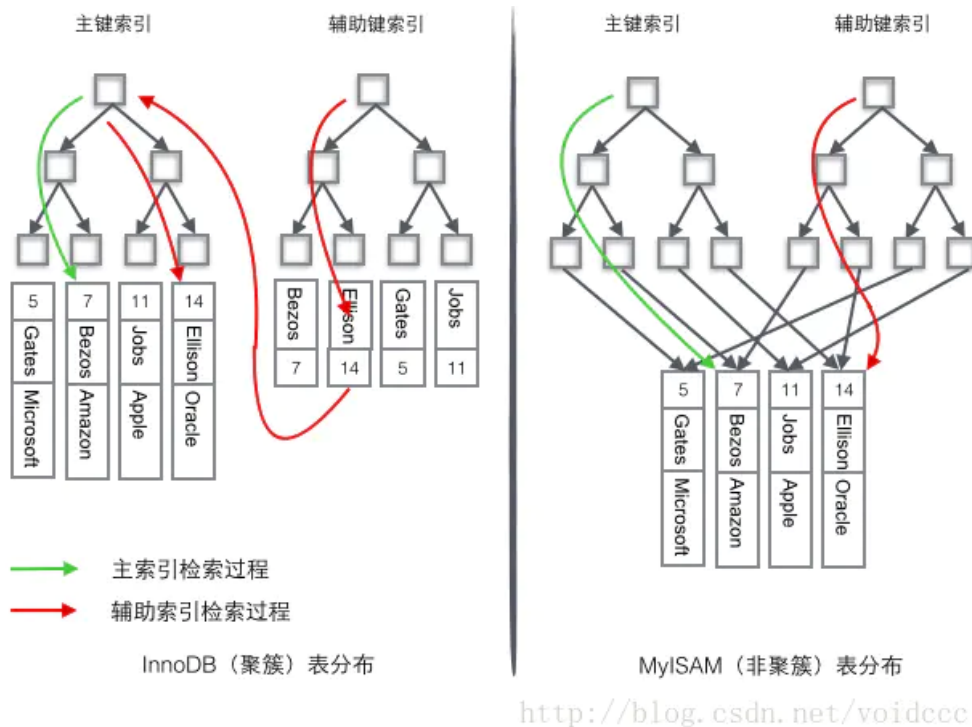 主键索引
辅助键索引
主键索引
辅助键索引
5
7
11
14
Gates
Bezos
Jobs
Ellison
Microsoft
Amazon
Apple
Oracle
Bezos
Ellison
Gates
Jobs
7
14
5
11
5
7
11
14
Gates
Bezos
Jobs
Ellison
Microsoft
Amazon
Apple
Oracle
主索引检索过程
辅助索引检索过程
InnoDB（聚簇）表分布
MyISAM（非聚簇）表分布
http://blog.csdn.net/voidccc